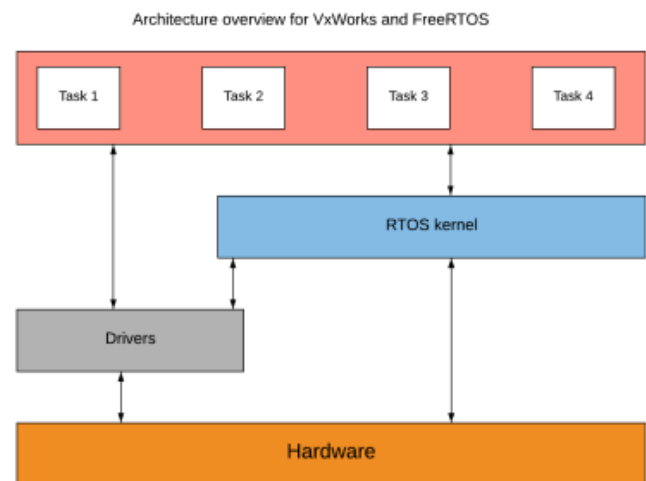 Architecture overview for VxWorks and FreeRTOS
Task 1 Task 2 Task 3 Task 4
RTOS kernel
Drivers
Hardware